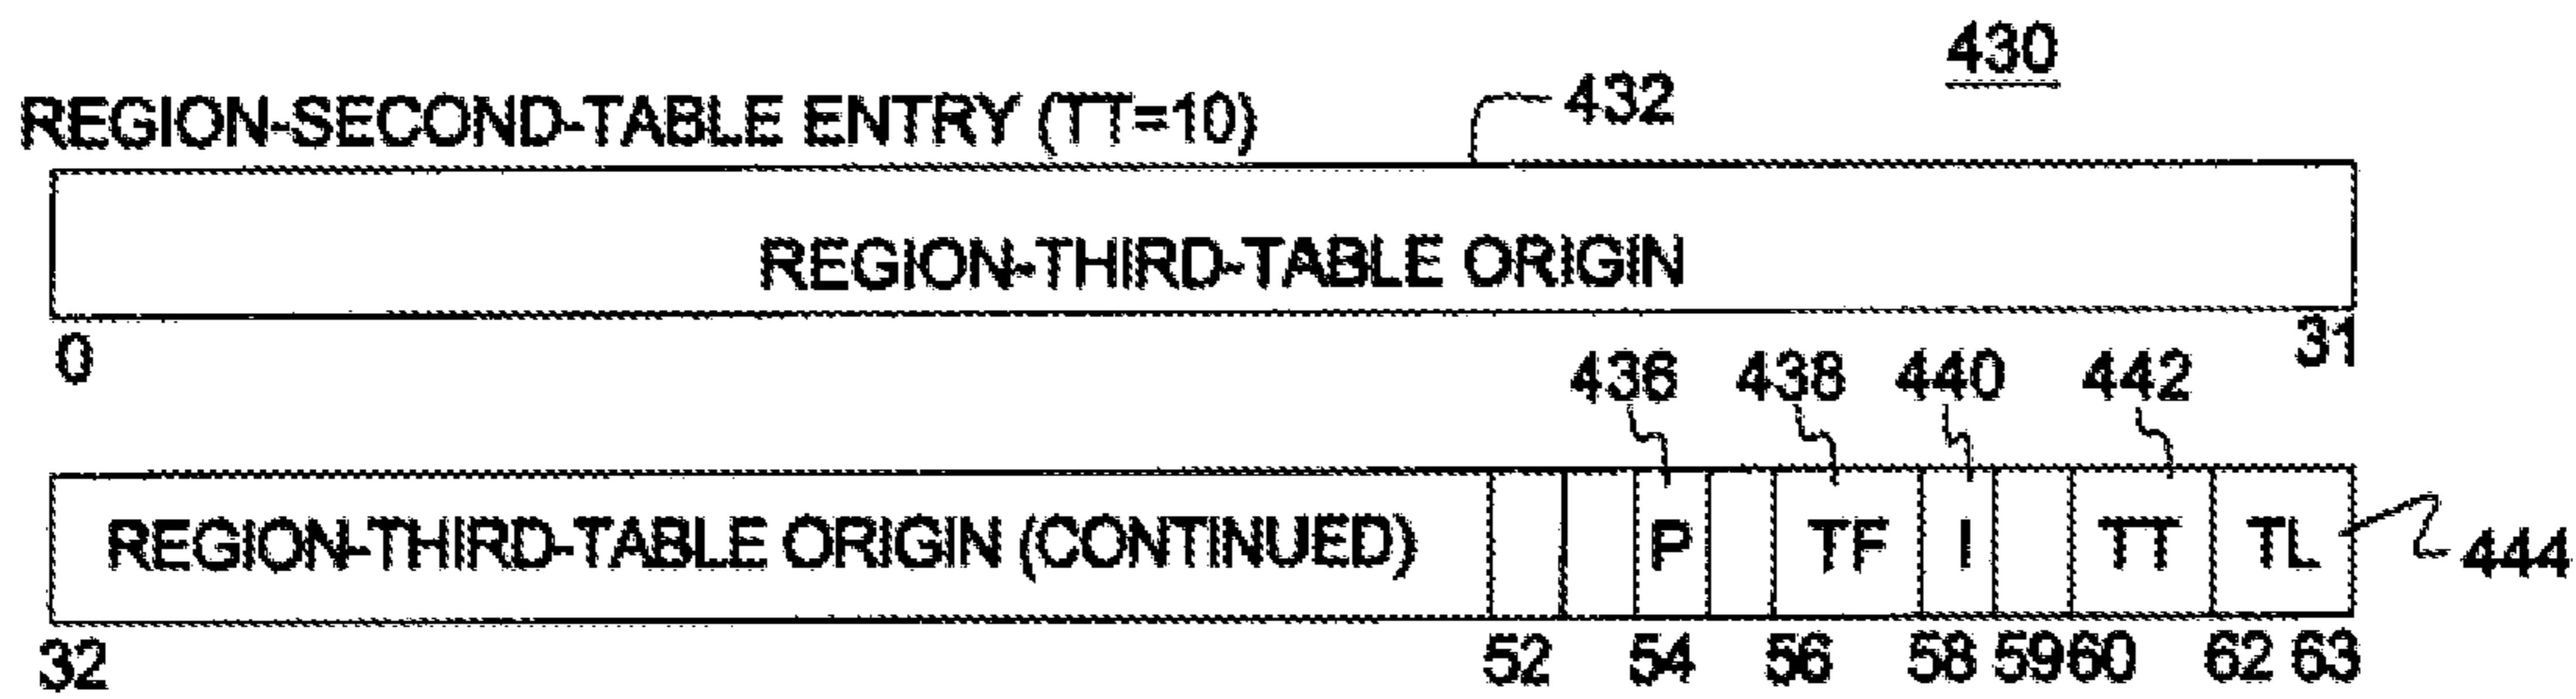 430
REGION-SECOND-TABLE ENTRY (TT=10) 432
REGION-THIRD-TABLE ORIGIN
0 31
436 438 440 442
REGION-THIRD-TABLE ORIGIN (CONTINUED) P TF I TT TL 444
32 52 54 56 58 59 60 62 63